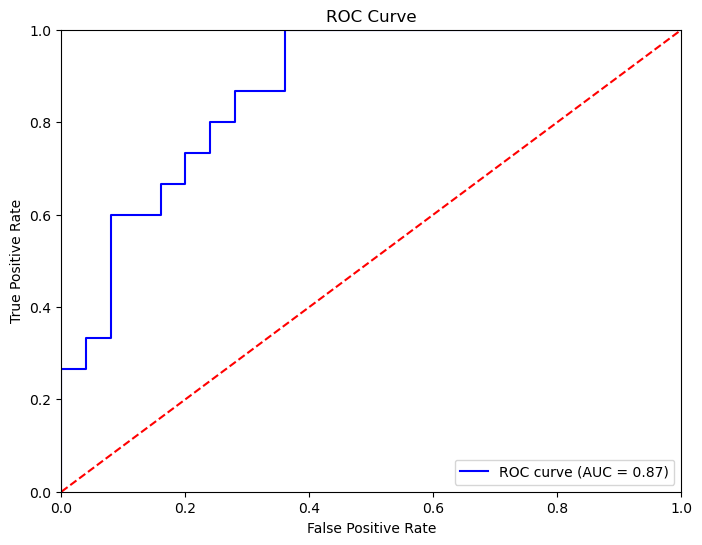 ROC Curve
1.0
0.8
0.6
0.4
0.2
0.0
True Positive Rate
ROC curve (AUC = 0.87)
0.0 0.2 0.4 0.6 0.8 1.0
False Positive Rate